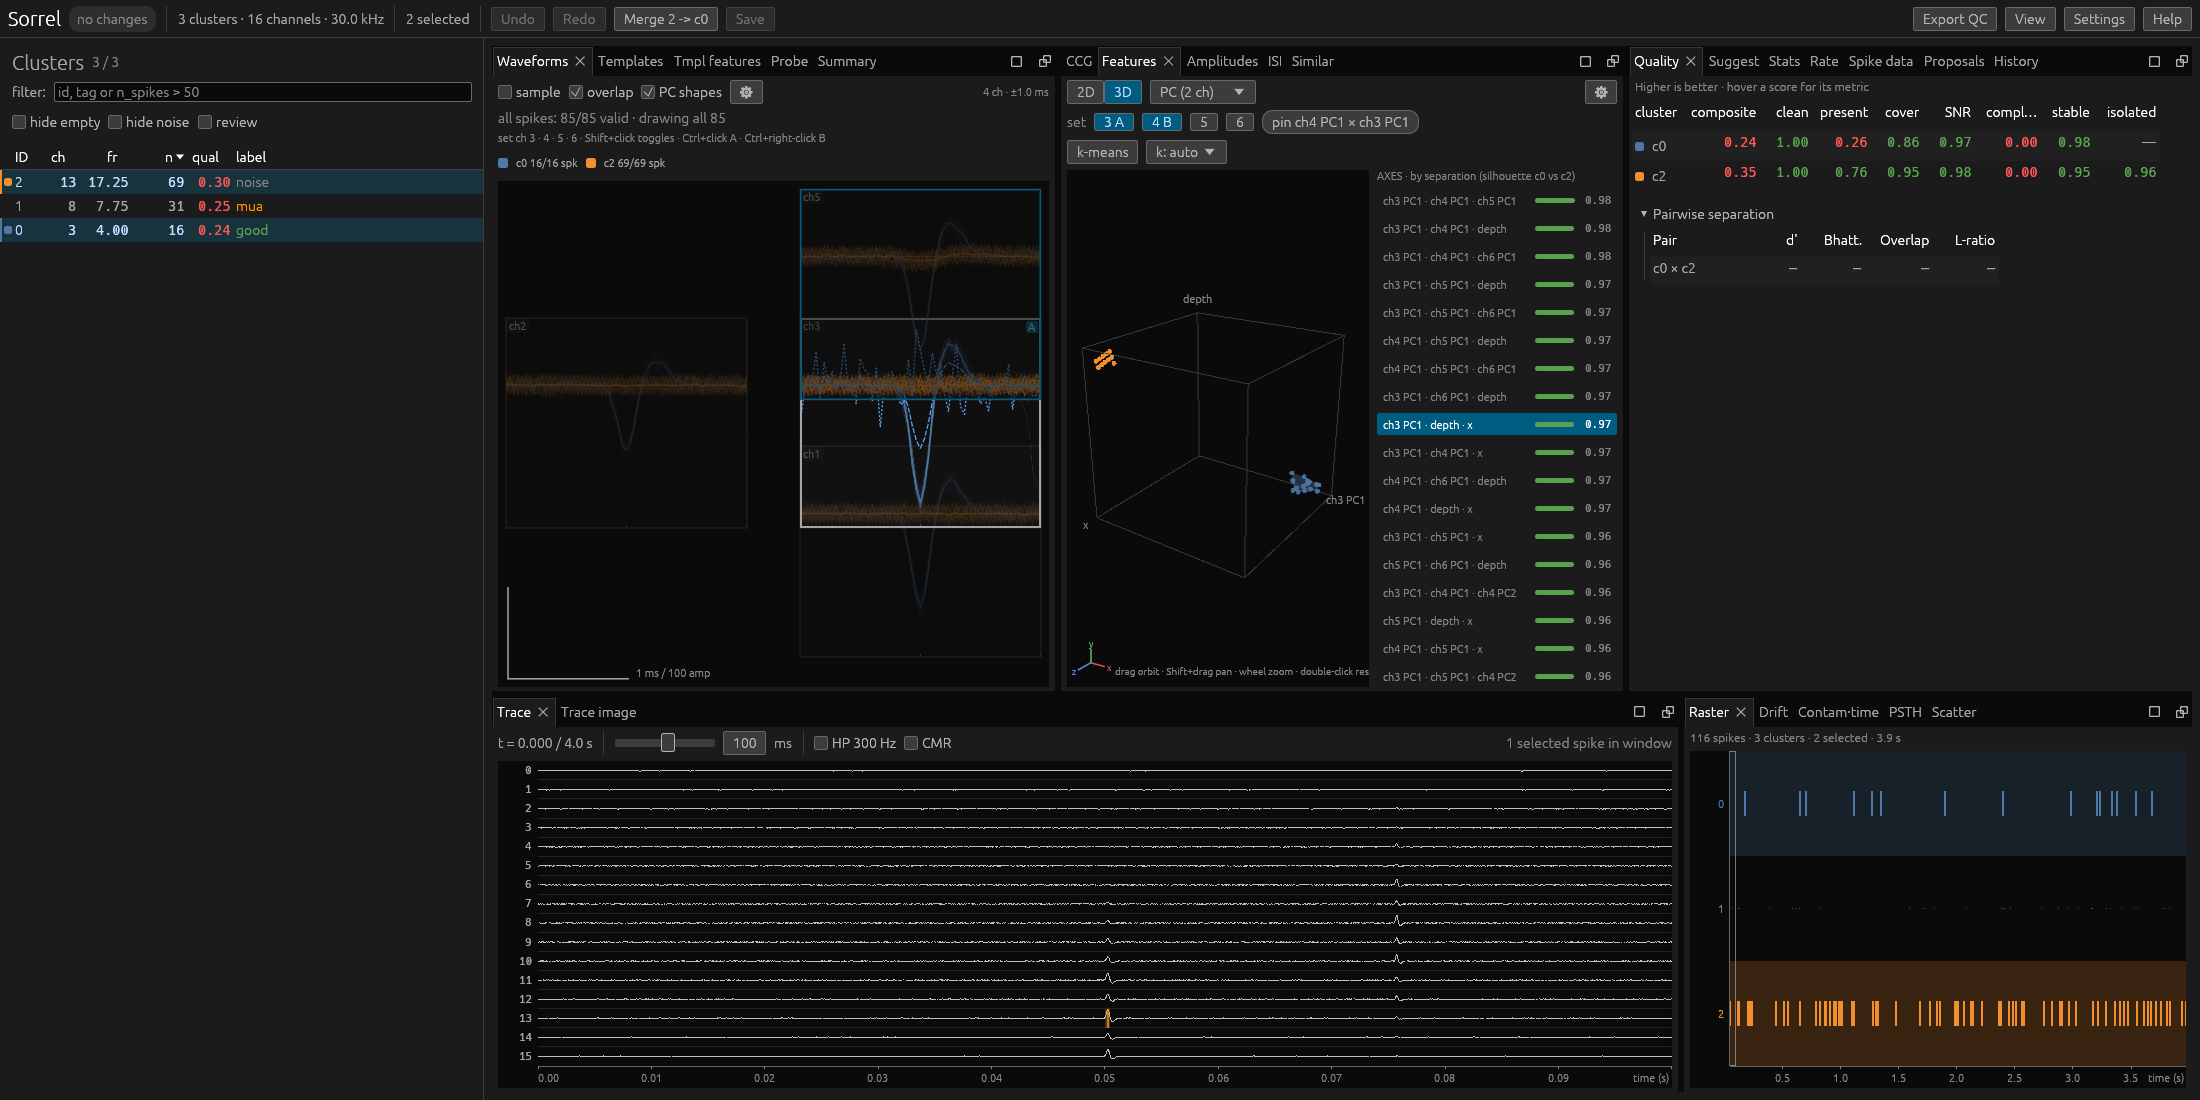 Sorrel no changes 3 clusters · 16 channels · 30.0 kHz 2 selected Undo Redo Merge 2 -> c0 Save Export QC View Settings Help
Clusters 3 / 3
filter: id, tag or n_spikes > 50
hide empty hide noise review
ID ch fr n▼ qual label
2 13 17.25 69 0.30 noise
1 8 7.75 31 0.25 mua
0 3 4.00 16 0.24 good
Waveforms Templates Tmpl features Probe Summary
sample overlap PC shapes 4 ch · ±1.0 ms
all spikes: 85/85 valid · drawing all 85
set ch 3 · 4 · 5 · 6 · Shift+click toggles · Ctrl+click A · Ctrl+right-click B
c0 16/16 spk c2 69/69 spk
ch5
ch2
ch3 A
ch1
1 ms / 100 amp
CCG Features Amplitudes ISI Similar
2D 3D PC (2 ch)
set 3 A 4 B 5 6 pin ch4 PC1 × ch3 PC1
k-means k: auto
depth
ch3 PC1
x
y
z x
drag orbit · Shift+drag pan · wheel zoom · double-click res
AXES · by separation (silhouette c0 vs c2)
ch3 PC1 · ch4 PC1 · ch5 PC1 0.98
ch3 PC1 · ch4 PC1 · depth 0.98
ch3 PC1 · ch4 PC1 · ch6 PC1 0.98
ch3 PC1 · ch5 PC1 · depth 0.97
ch3 PC1 · ch5 PC1 · ch6 PC1 0.97
ch4 PC1 · ch5 PC1 · depth 0.97
ch4 PC1 · ch5 PC1 · ch6 PC1 0.97
ch3 PC1 · ch6 PC1 · depth 0.97
ch3 PC1 · depth · x 0.97
ch3 PC1 · ch4 PC1 · x 0.97
ch4 PC1 · ch6 PC1 · depth 0.97
ch4 PC1 · depth · x 0.97
ch3 PC1 · ch5 PC1 · x 0.96
ch5 PC1 · ch6 PC1 · depth 0.96
ch3 PC1 · ch4 PC1 · ch4 PC2 0.96
ch5 PC1 · depth · x 0.96
ch4 PC1 · ch5 PC1 · x 0.96
ch3 PC1 · ch5 PC1 · ch4 PC2 0.96
Quality Suggest Stats Rate Spike data Proposals History
Higher is better · hover a score for its metric
cluster composite clean present cover SNR compl... stable isolated
c0 0.24 1.00 0.26 0.86 0.97 0.00 0.98 —
c2 0.35 1.00 0.76 0.95 0.98 0.00 0.95 0.96
▼ Pairwise separation
Pair d' Bhatt. Overlap L-ratio
c0 × c2 — — — —
Trace Trace image
t = 0.000 / 4.0 s 100 ms HP 300 Hz CMR 1 selected spike in window
0
1
2
3
4
5
6
7
8
9
10
11
12
13
14
15
0.00 0.01 0.02 0.03 0.04 0.05 0.06 0.07 0.08 0.09 time (s)
Raster Drift Contam·time PSTH Scatter
116 spikes · 3 clusters · 2 selected · 3.9 s
0
1
2
0.5 1.0 1.5 2.0 2.5 3.0 3.5 time (s)